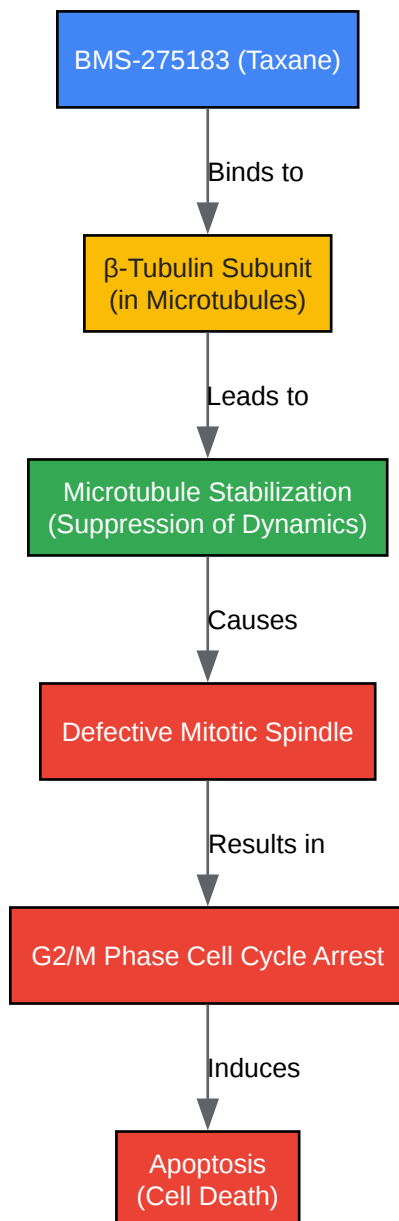 BMS-275183 (Taxane)
Binds to
β-Tubulin Subunit
(in Microtubules)
Leads to
Microtubule Stabilization
(Suppression of Dynamics)
Causes
Defective Mitotic Spindle
Results in
G2/M Phase Cell Cycle Arrest
Induces
Apoptosis
(Cell Death)